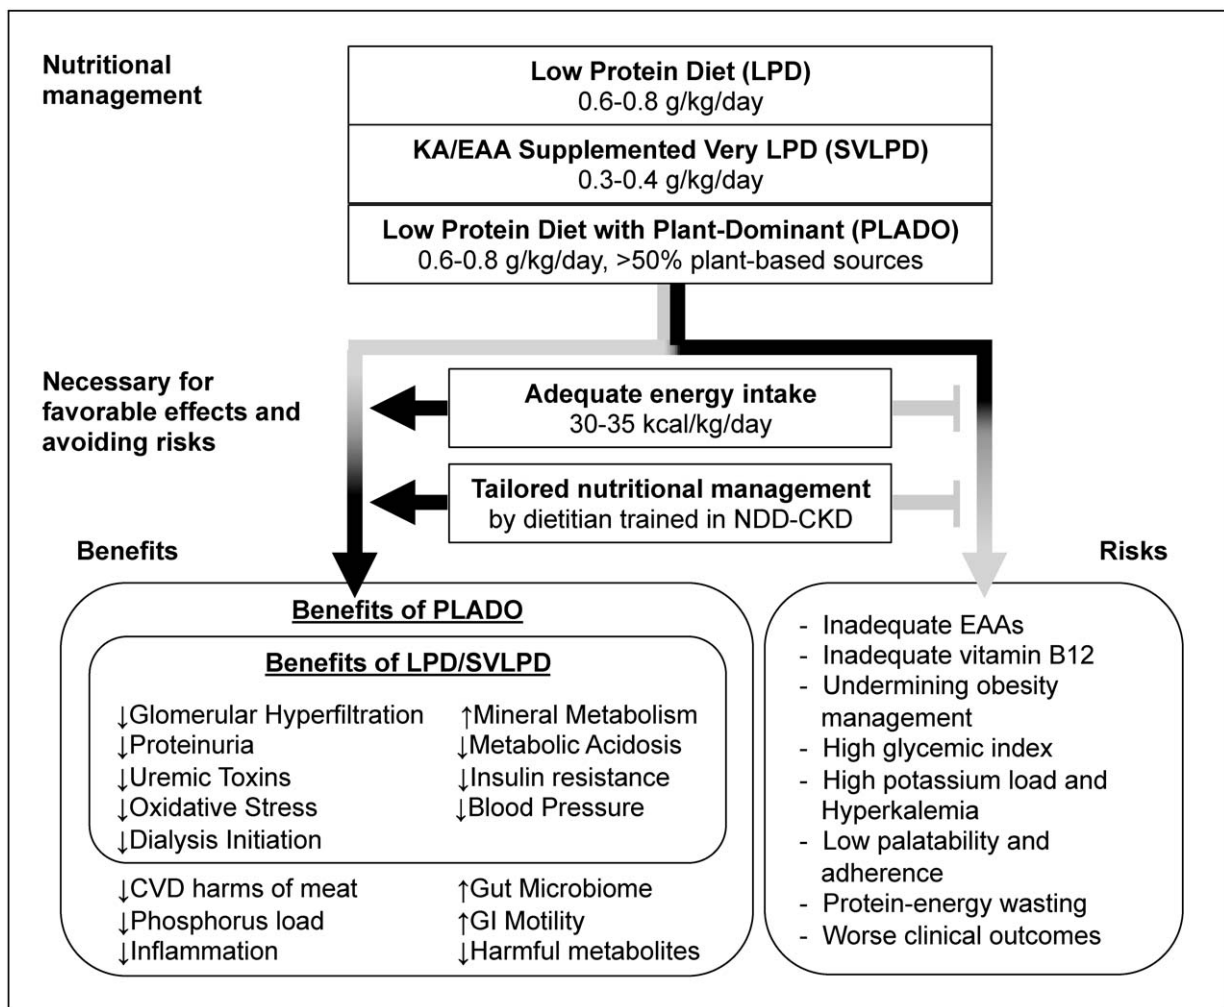 Nutritional
management
Low Protein Diet (LPD)
0.6-0.8 g/kg/day
KA/EAA Supplemented Very LPD (SVLPD)
0.3-0.4 g/kg/day
Low Protein Diet with Plant-Dominant (PLADO)
0.6-0.8 g/kg/day, >50% plant-based sources
Necessary for
favorable effects and
avoiding risks
Adequate energy intake
30-35 kcal/kg/day
Tailored nutritional management
by dietitian trained in NDD-CKD
Benefits
Benefits of PLADO
Benefits of LPD/SVLPD
↓Glomerular Hyperfiltration
↓Proteinuria
↓Uremic Toxins
↓Oxidative Stress
↓Dialysis Initiation
↑Mineral Metabolism
↓Metabolic Acidosis
↓Insulin resistance
↓Blood Pressure
↓CVD harms of meat
↓Phosphorus load
↓Inflammation
↑Gut Microbiome
↑GI Motility
↓Harmful metabolites
Risks
- Inadequate EAAs
- Inadequate vitamin B12
- Undermining obesity
management
- High glycemic index
- High potassium load and
Hyperkalemia
- Low palatability and
adherence
- Protein-energy wasting
- Worse clinical outcomes